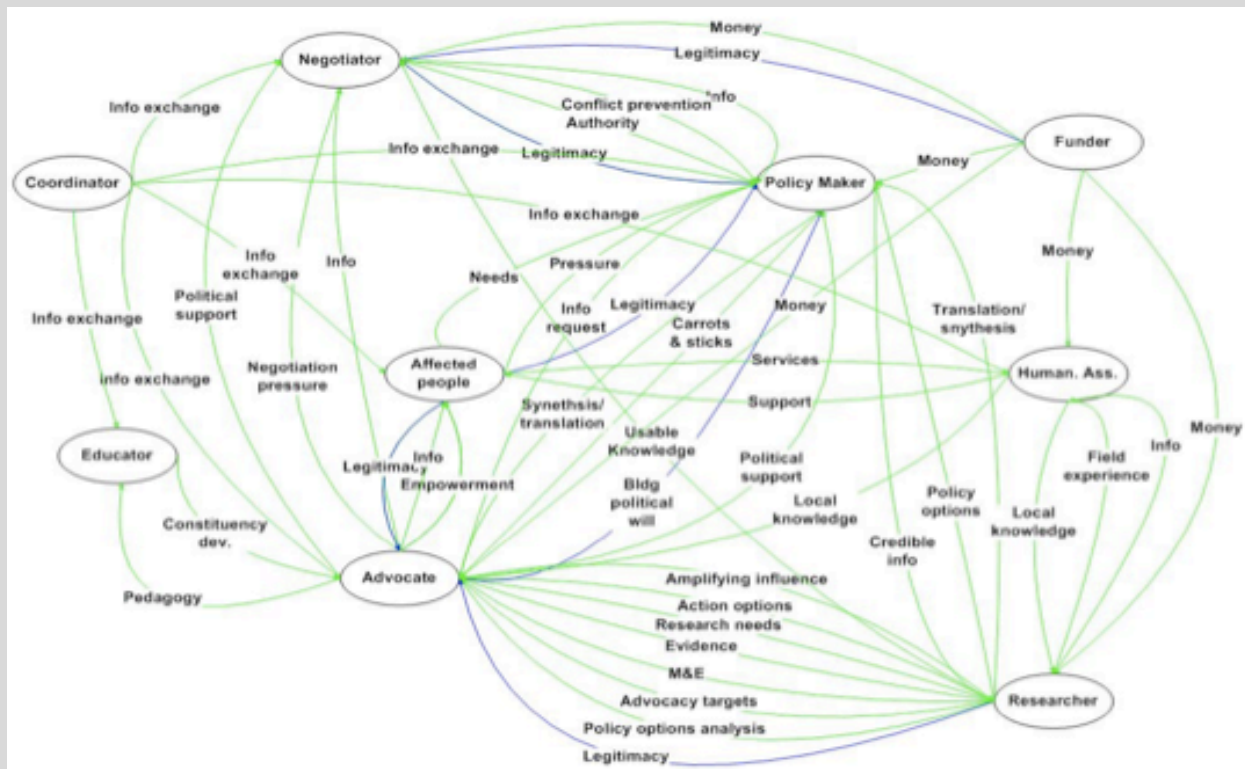 Money
Negotiator
Legitimacy
Info exchange
Conflict prevention
Info
Authority
Funder
Info exchange
Legitimacy
Money
Coordinator
Policy Maker
Info exchange
Info
exchange
Info
Needs
Pressure
Money
Political
support
Info
request
Legitimacy
Money
Translation/
snythesis
Info exchange
Carrots
& sticks
Negotiation
pressure
Affected
people
Services
Human. Ass.
info exchange
Support
Synethsis/
translation
Usable
Knowledge
Money
Educator
Legitimacy
Info
Empowerment
Political
support
Field
experience
Info
Bldg
political
will
Local
knowledge
Policy
options
Local
knowledge
Constituency
dev.
Credible
info
Advocate
Amplifying influence
Pedagogy
Action options
Research needs
Evidence
M&E
Advocacy targets
Researcher
Policy options analysis
Legitimacy